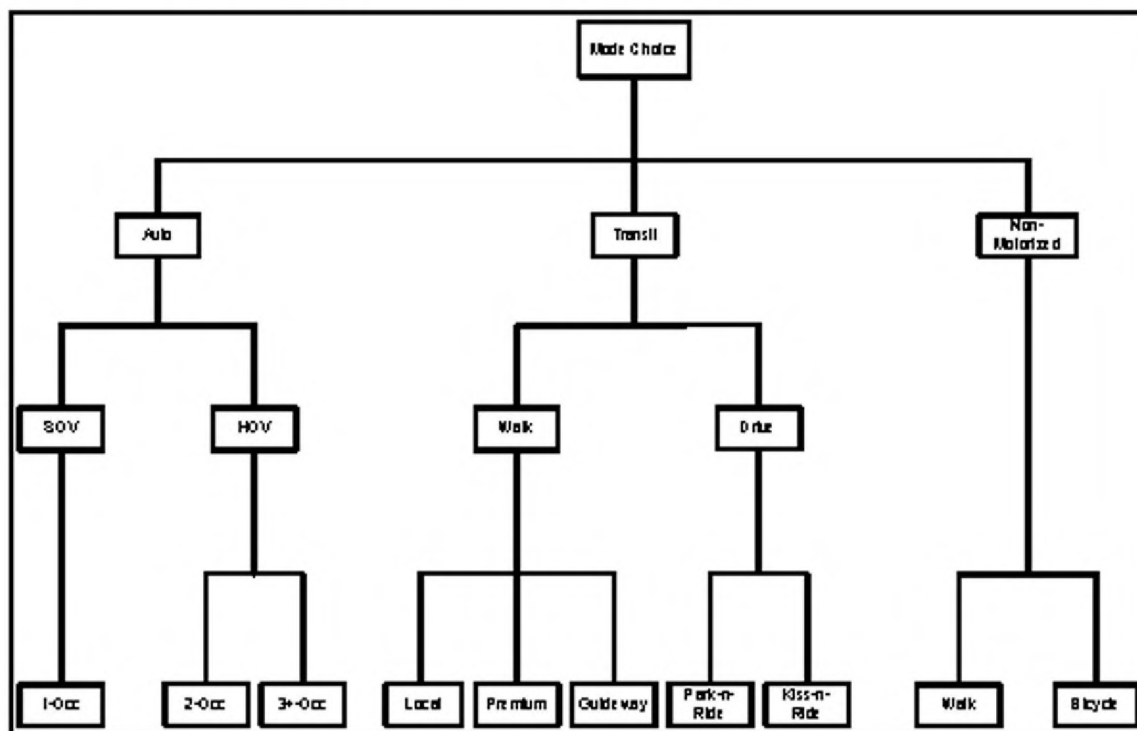 Mode Choice
Auto
Transit
Non-
Motorized
SOV
HOV
Walk
Drive
1-Occ
2-Occ
3+-Occ
Local
Premium
Guideway
Park-n-
Ride
Kiss-n-
Ride
Walk
Bicycle